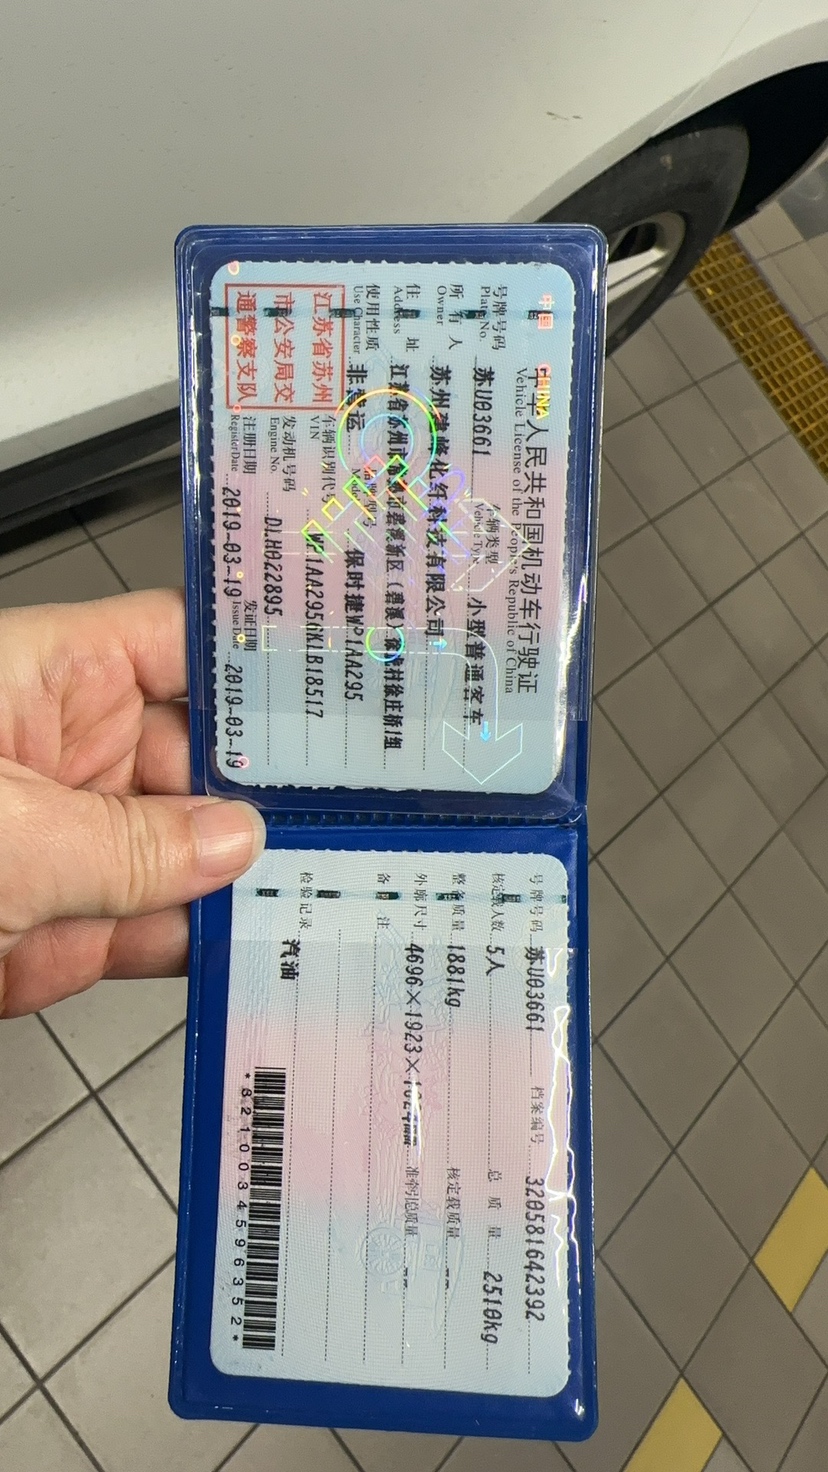 中国 CHINA
中华人民共和国机动车行驶证
Vehicle License of the People's Republic of China
号牌号码 苏U03661 车辆类型 小型普通客车
Plate No. Vehicle Type
所有人
Owner 有限公司
住址 江苏省
Address
使用性质 非营运 品牌型号 保时捷WP1AA295
Use Character Model
江苏省苏州 车辆识别代号
市公安局交 VIN
通警察支队 发动机号码 DLH022895
Engine No.
注册日期 2019-03-19 发证日期 2019-03-19
Register Date Issue Date
号牌号码 苏U03661 档案编号 320581642392
核定载人数 5人 总质量 2510kg
整备质量 1881kg 核定载质量 --
外廓尺寸 4696×1923× 准牵引总质量 --
备注
检验记录 汽油
*8210034596352*